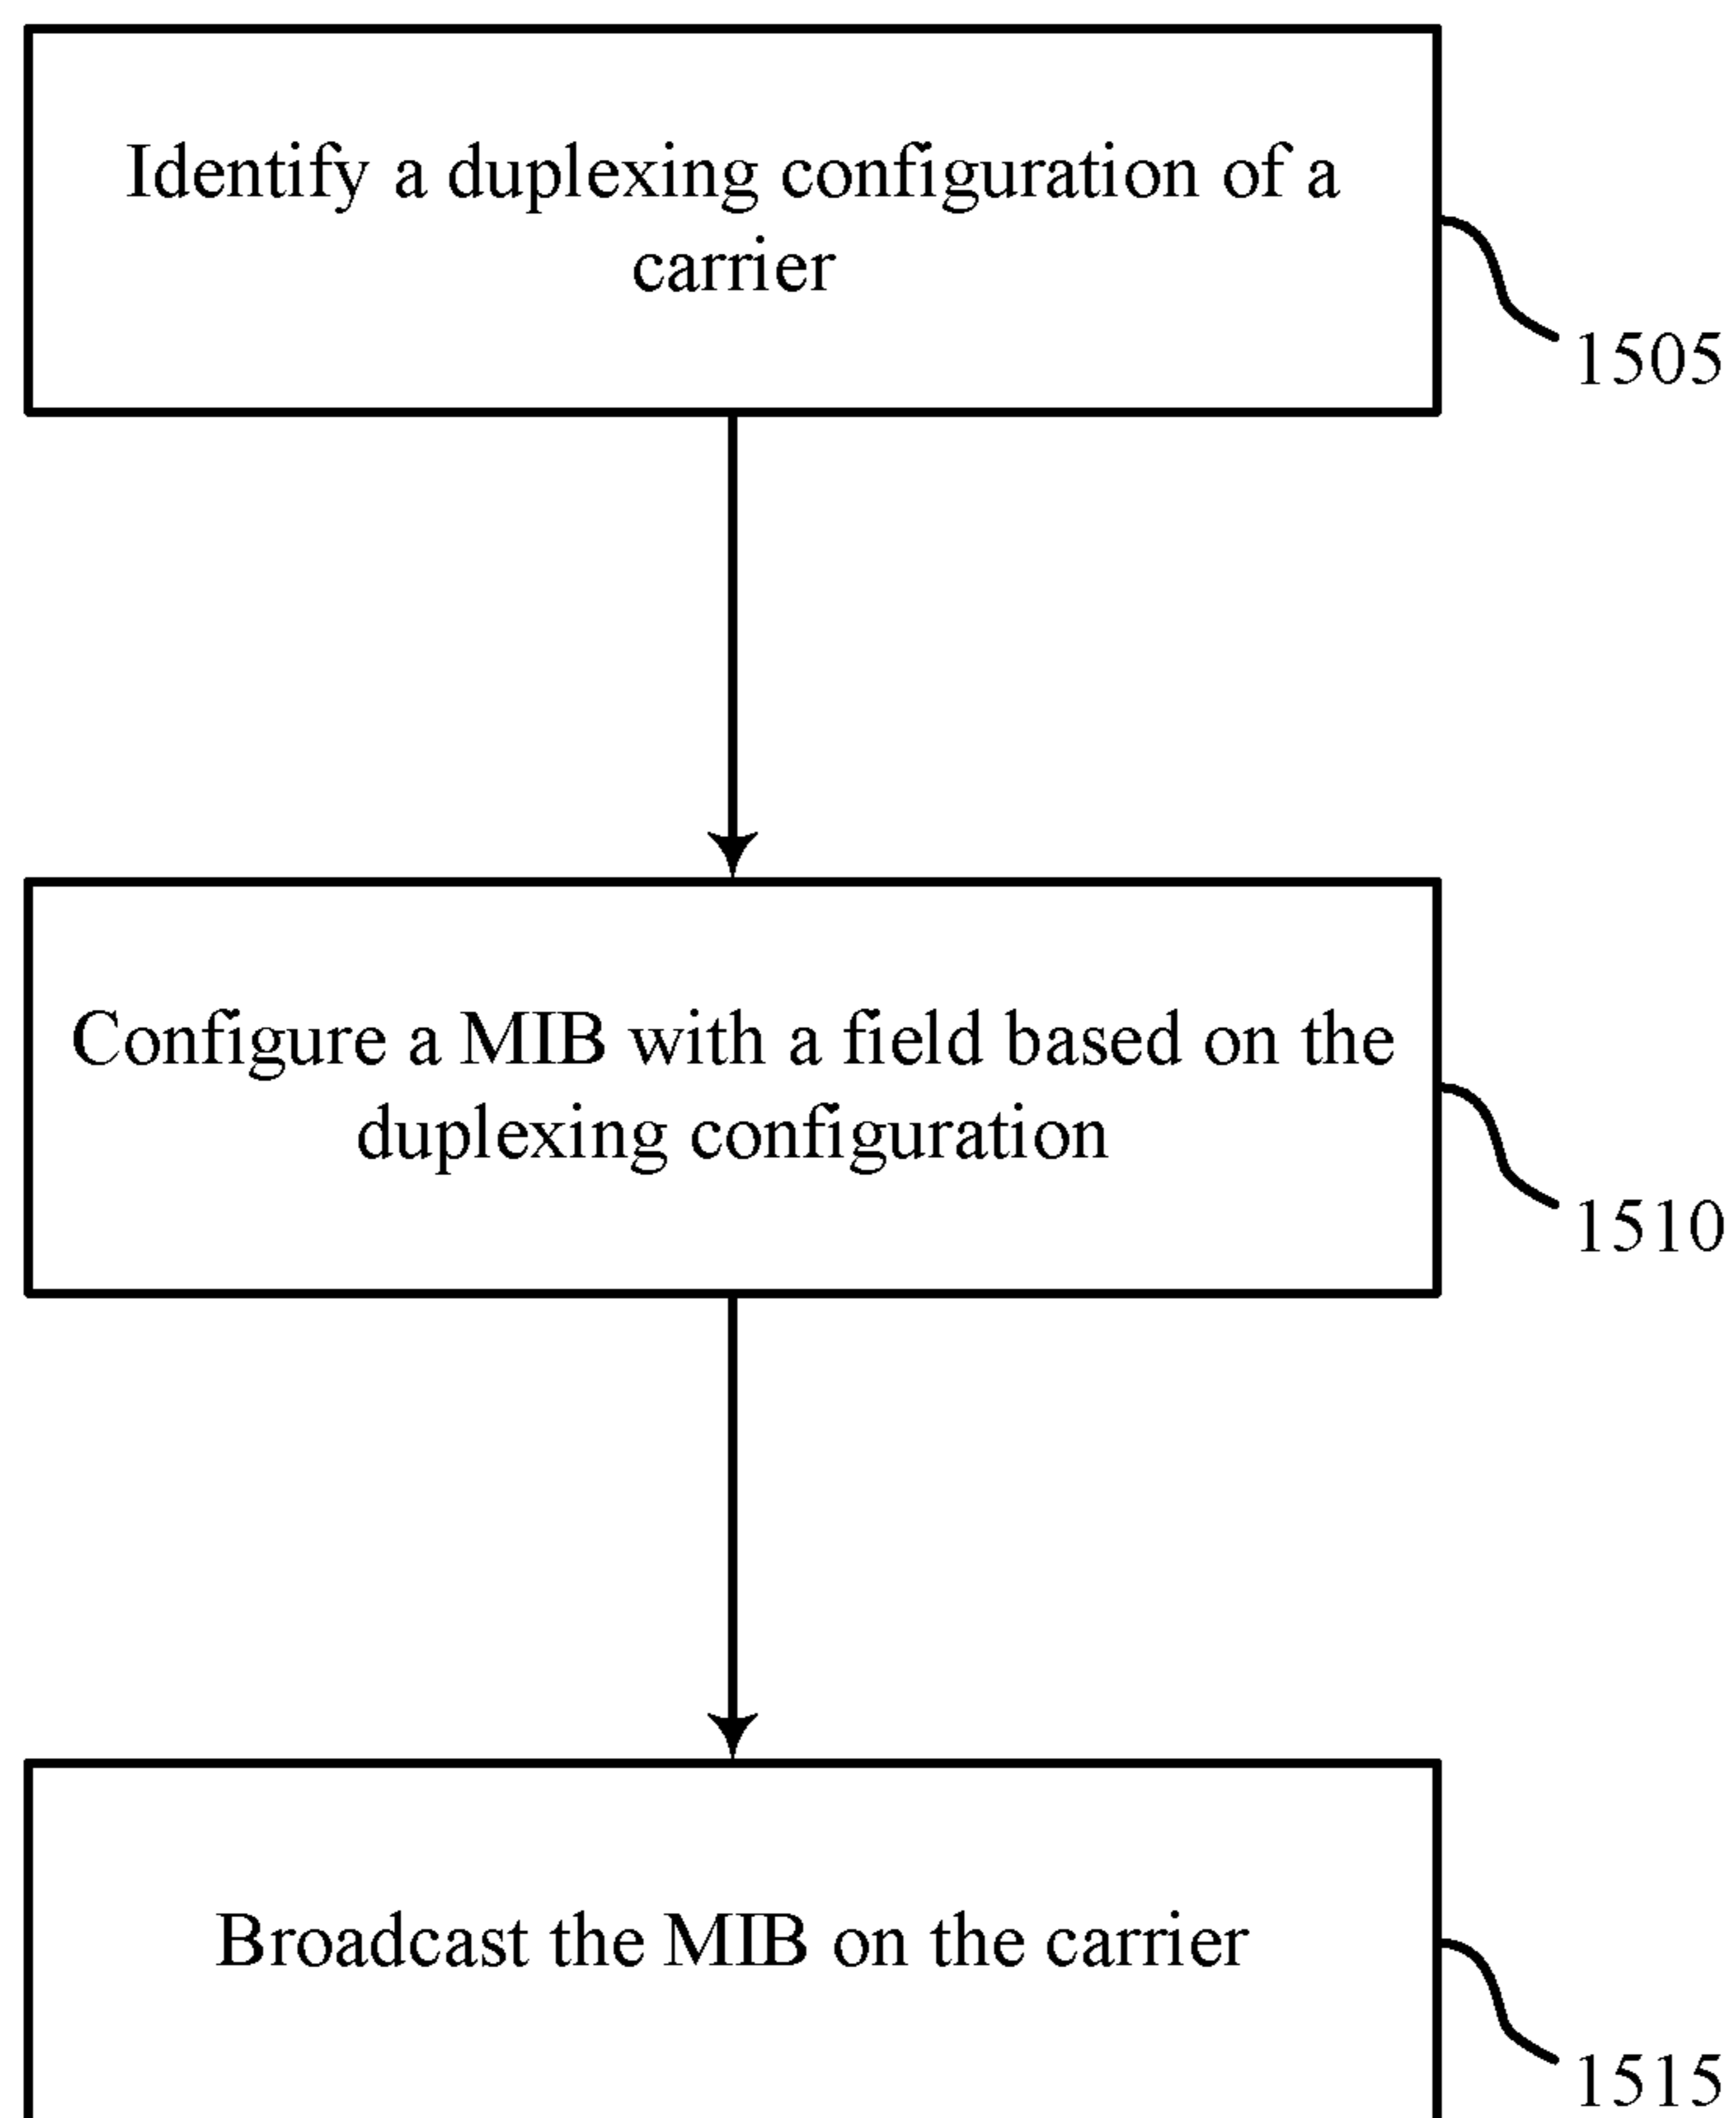 Identify a duplexing configuration of a
carrier
1505
Configure a MIB with a field based on the
duplexing configuration
1510
Broadcast the MIB on the carrier
1515